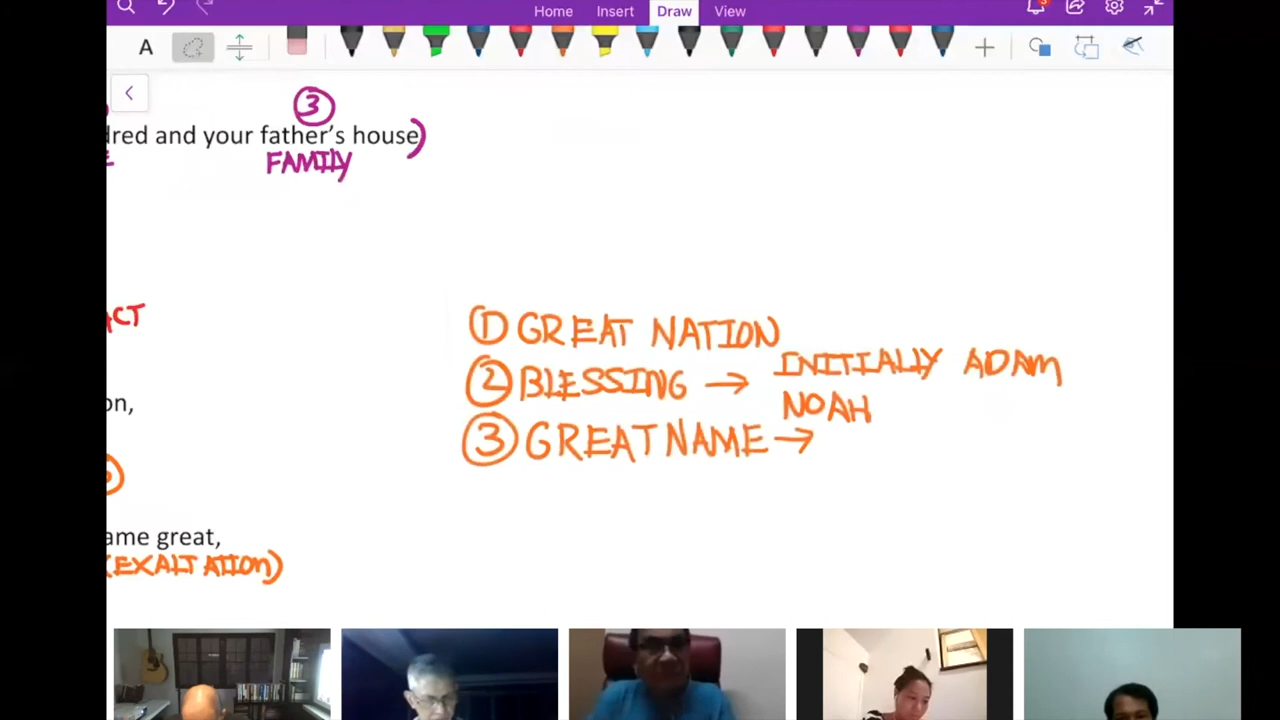 Home Insert Draw View
A
3
dred and your father's house)
FAMILY
ACT
① GREAT NATION
② BLESSING → INITIALLY ADAM
NOAH
on,
③ GREAT NAME →
ame great,
(EXALTATION)